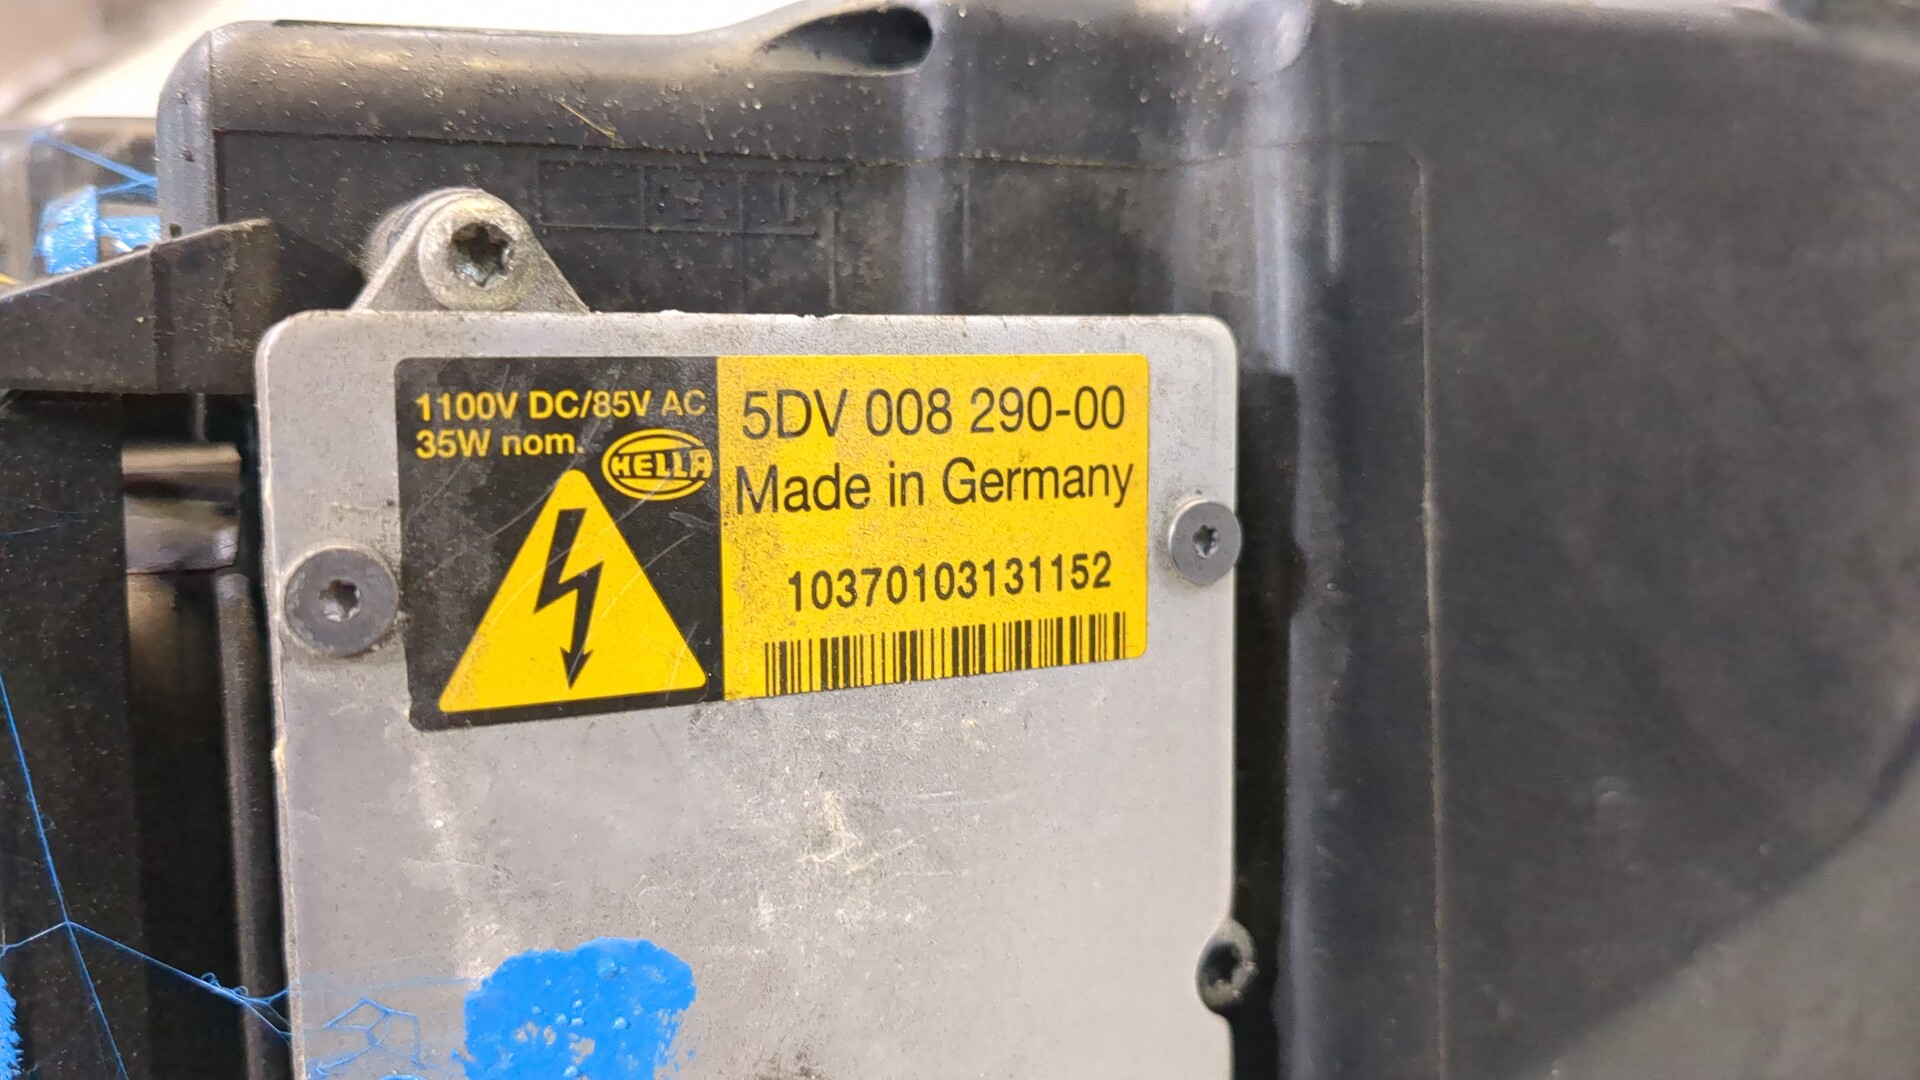 1100V DC/85V AC
35W nom.
HELLA
5DV 008 290-00
Made in Germany
10370103131152